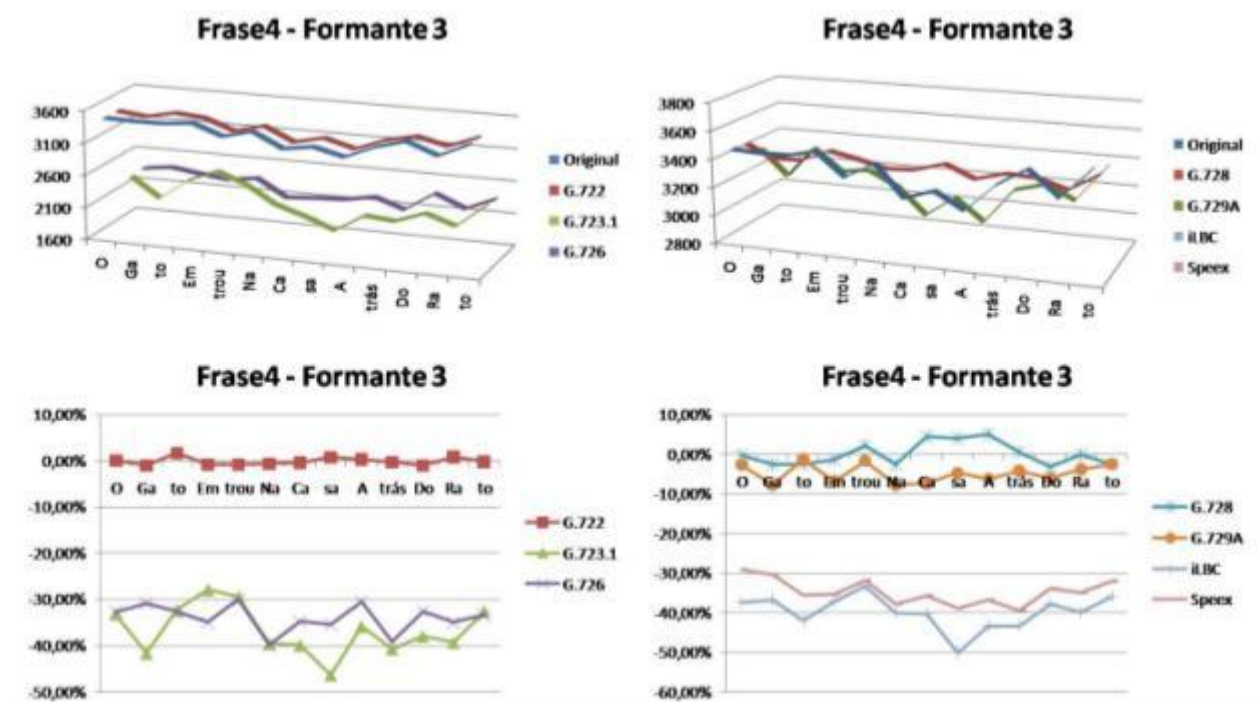 Frase4 - Formante 3
3600
3100
2600
2100
1600
O
Ga
to
Em
trou
Na
Ca
sa
A
trás
Do
Ra
to
Original
G.722
G.723.1
G.726
Frase4 - Formante 3
3800
3600
3400
3200
3000
2800
O
Ga
to
Em
trou
Na
Ca
sa
A
trás
Do
Ra
to
Original
G.728
G.729A
iLBC
Speex
Frase4 - Formante 3
10,00%
0,00%
-10,00%
-20,00%
-30,00%
-40,00%
-50,00%
O Ga to Em trou Na Ca sa A trás Do Ra to
G.722
G.723.1
G.726
Frase4 - Formante 3
10,00%
0,00%
-10,00%
-20,00%
-30,00%
-40,00%
-50,00%
-60,00%
O Ga to Em trou Na Ca sa A trás Do Ra to
G.728
G.729A
iLBC
Speex